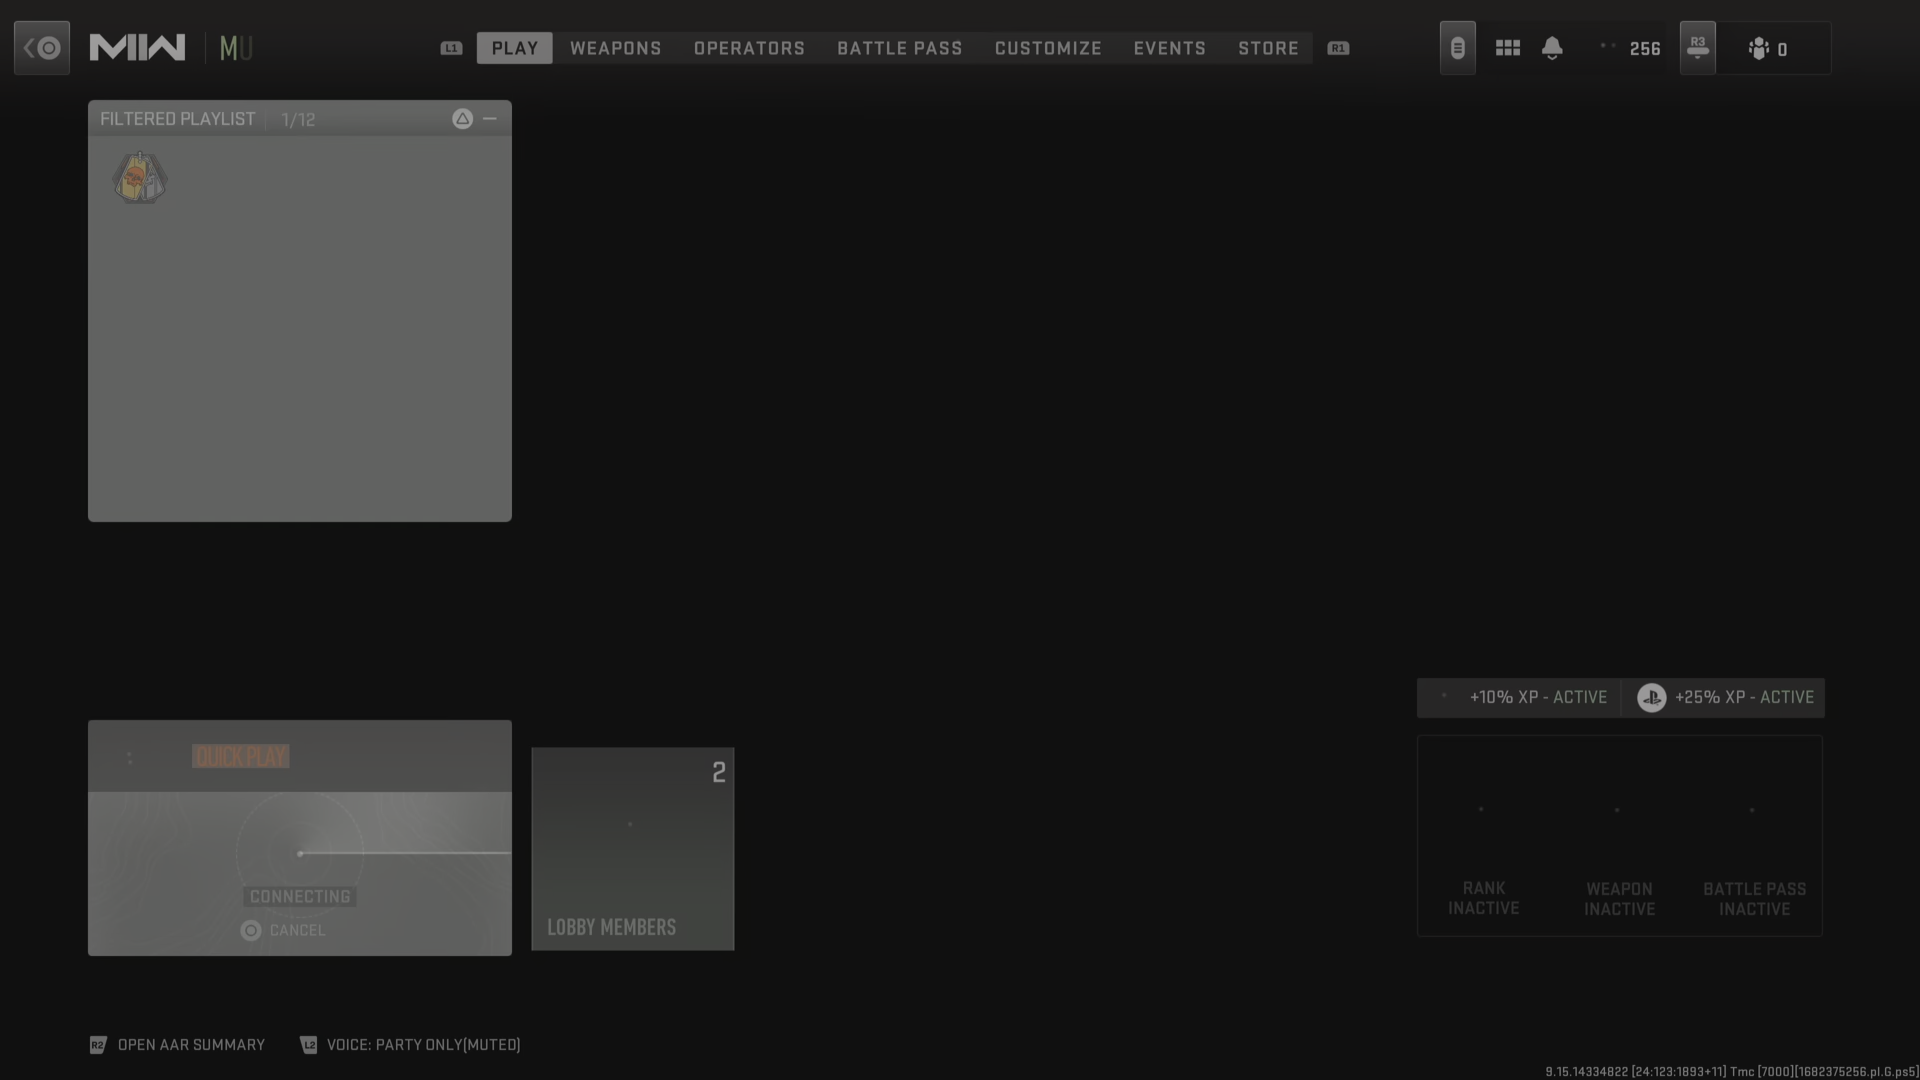 MW MU
L1 PLAY WEAPONS OPERATORS BATTLE PASS CUSTOMIZE EVENTS STORE R1
256 R3 0
FILTERED PLAYLIST 1/12
+10% XP - ACTIVE +25% XP - ACTIVE
QUICK PLAY
2
CONNECTING
CANCEL
LOBBY MEMBERS
RANK
INACTIVE
WEAPON
INACTIVE
BATTLE PASS
INACTIVE
R2 OPEN AAR SUMMARY L2 VOICE: PARTY ONLY(MUTED)
9.15.14334822 [24:123:1893+11] Tmc [7000][1682375256.pl.G.ps5]